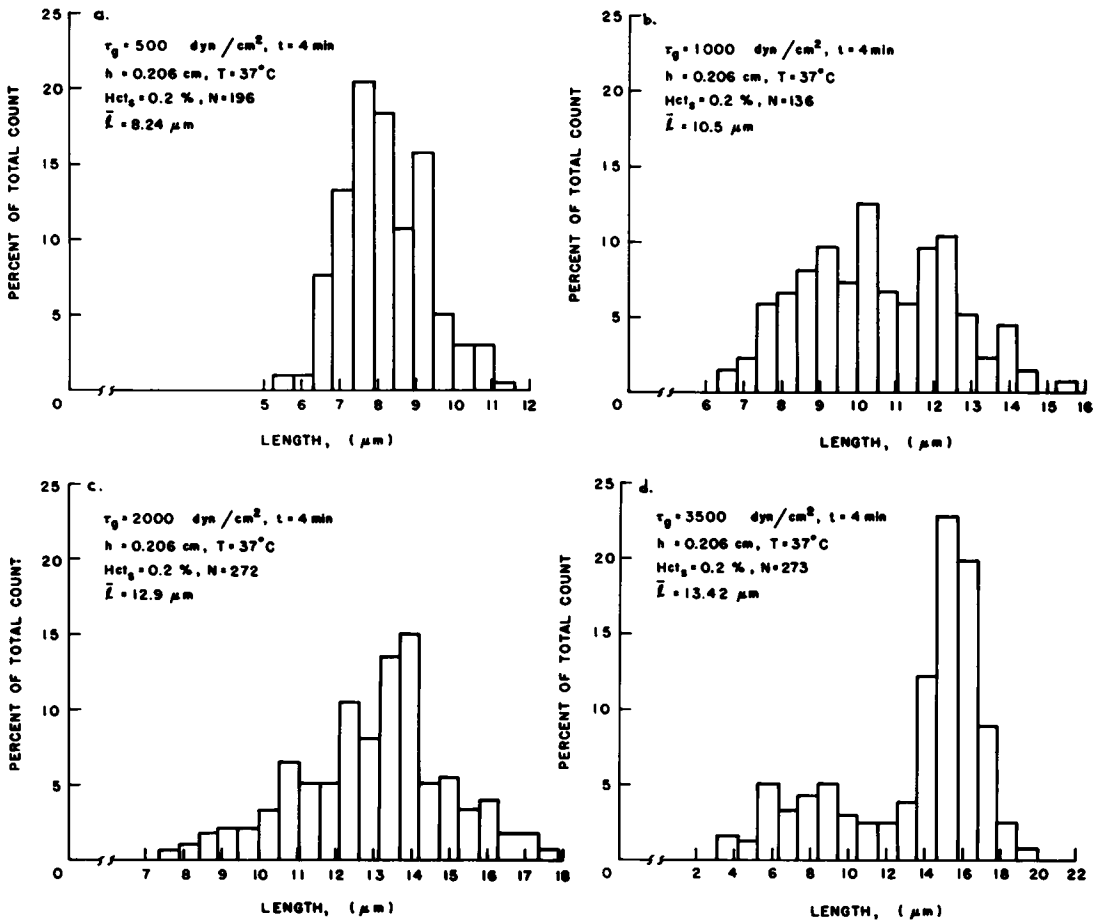 a.
τg = 500 dyn/cm², t = 4 min
h = 0.206 cm, T = 37°C
Hcts = 0.2 %, N = 196
l̄ = 8.24 μm
PERCENT OF TOTAL COUNT
25
20
15
10
5
0
5 6 7 8 9 10 11 12
LENGTH, (μm)
b.
τg = 1000 dyn/cm², t = 4 min
h = 0.206 cm, T = 37°C
Hcts = 0.2 %, N = 136
l̄ = 10.5 μm
PERCENT OF TOTAL COUNT
25
20
15
10
5
0
6 7 8 9 10 11 12 13 14 15 16
LENGTH, (μm)
c.
τg = 2000 dyn/cm², t = 4 min
h = 0.206 cm, T = 37°C
Hcts = 0.2 %, N = 272
l̄ = 12.9 μm
PERCENT OF TOTAL COUNT
25
20
15
10
5
0
7 8 9 10 11 12 13 14 15 16 17 18
LENGTH, (μm)
d.
τg = 3500 dyn/cm², t = 4 min
h = 0.206 cm, T = 37°C
Hcts = 0.2 %, N = 273
l̄ = 13.42 μm
PERCENT OF TOTAL COUNT
25
20
15
10
5
0
2 4 6 8 10 12 14 16 18 20 22
LENGTH, (μm)